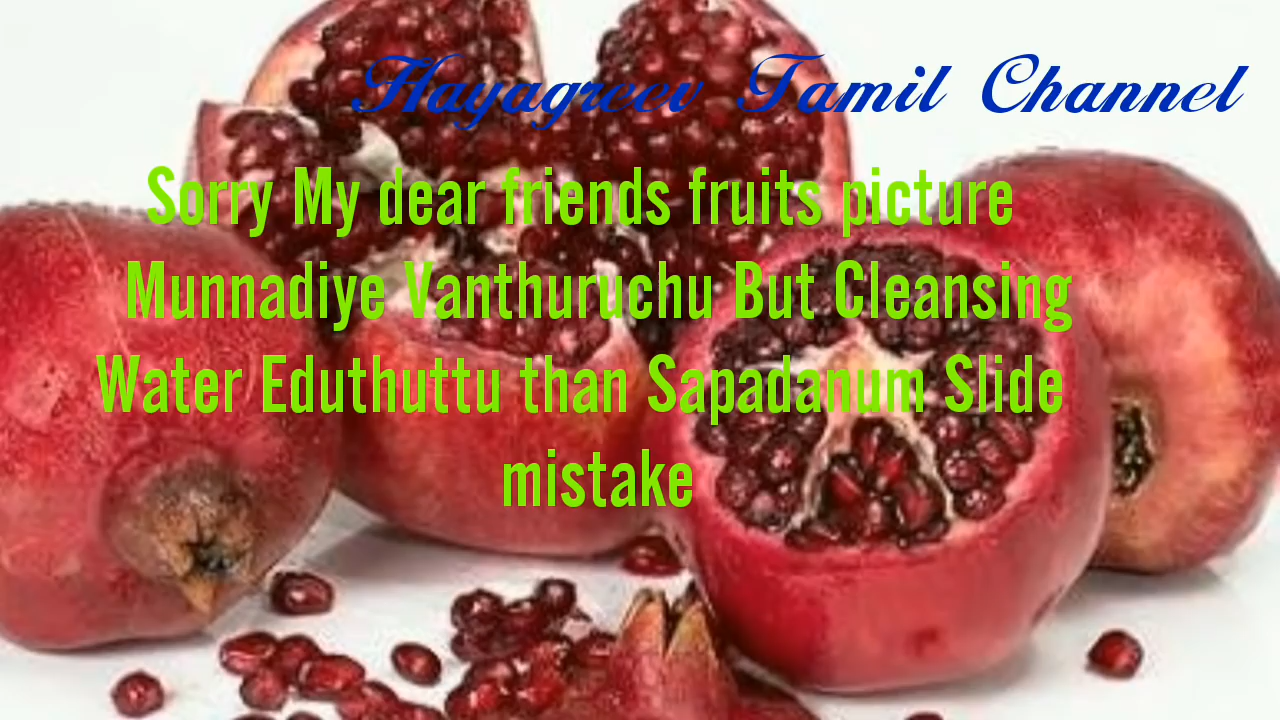 Hayagreev Tamil Channel
Sorry My dear friends fruits picture
Munnadiye Vanthuruchu But Cleansing
Water Eduthuttu than Sapadanum Slide
mistake